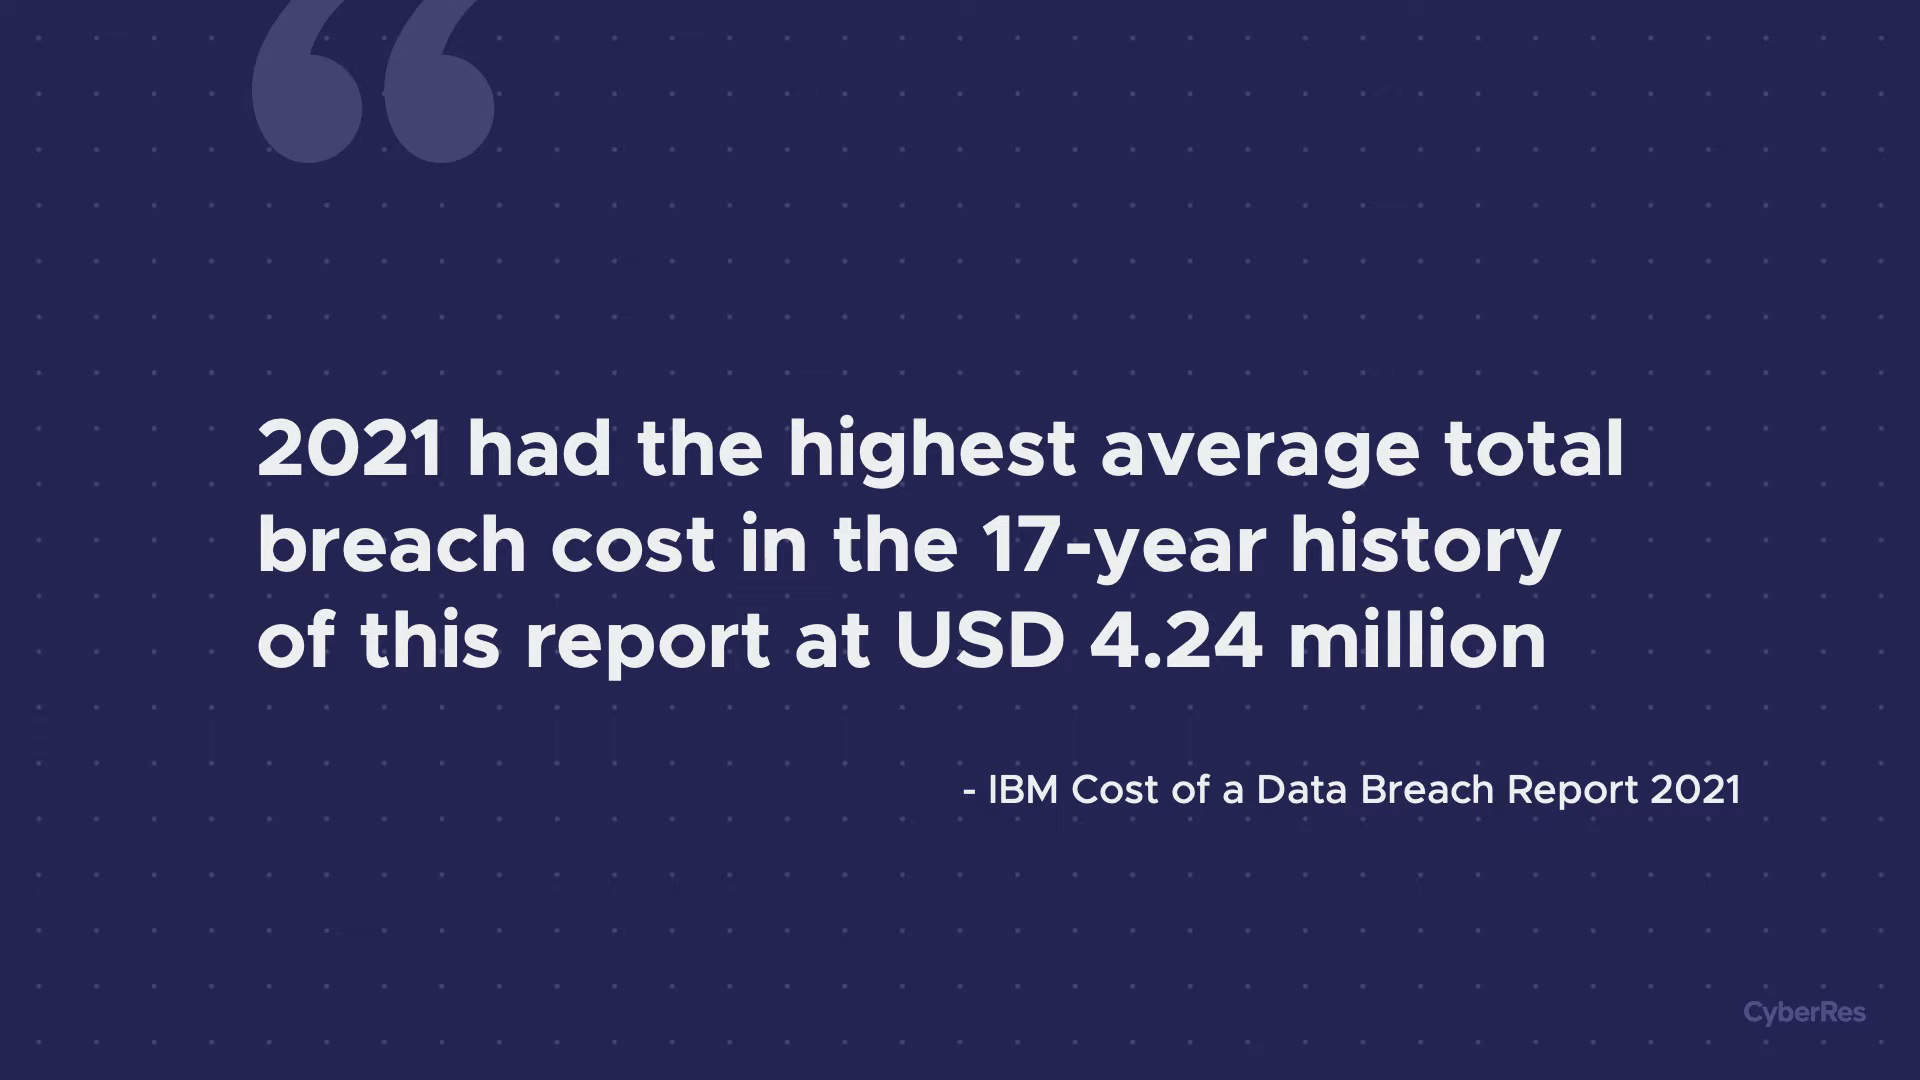 “
2021 had the highest average total
breach cost in the 17-year history
of this report at USD 4.24 million
- IBM Cost of a Data Breach Report 2021
CyberRes